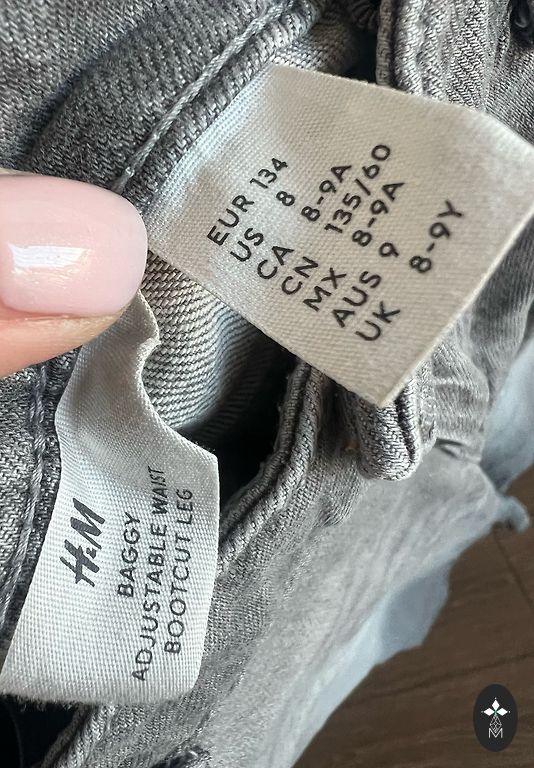 EUR 134
US 8
CA 8-9A
CN 135/60
MX 8-9A
AUS 9
UK 8-9Y
H&M
BAGGY
ADJUSTABLE WAIST
BOOTCUT LEG
M